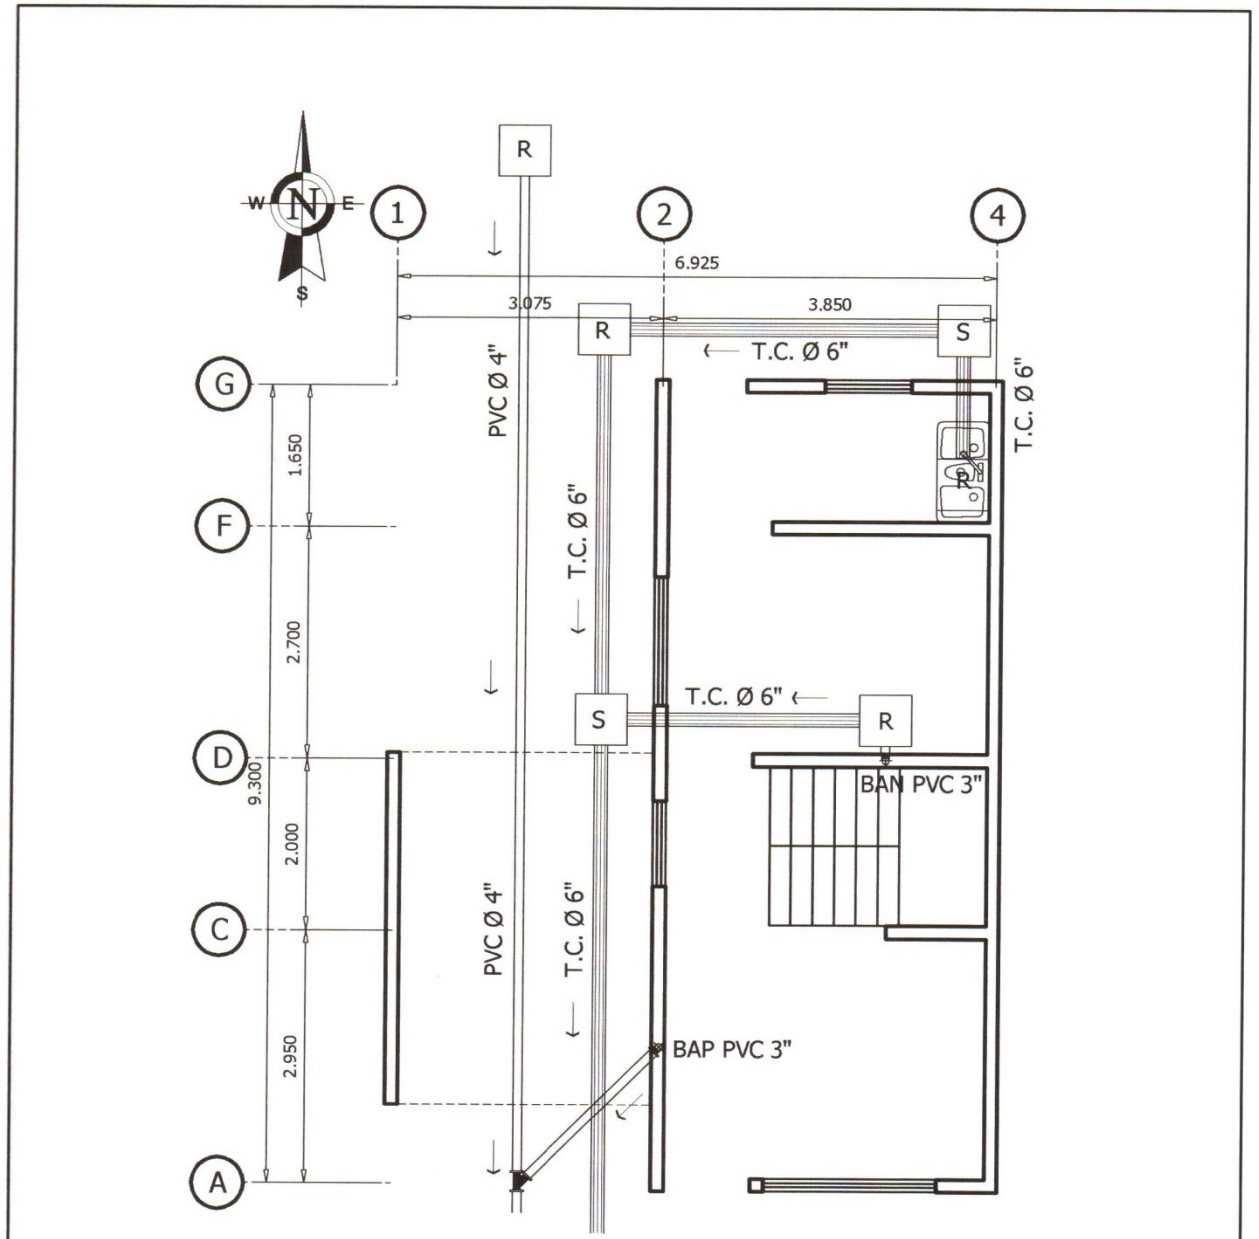 R
N
W
E
S
1
2
4
6.925
3.075
3.850
R
S
T.C. Ø 6"
G
PVC Ø 4"
T.C. Ø 6"
1.650
R
F
T.C. Ø 6"
2.700
T.C. Ø 6"
S
R
D
9.300
BAN PVC 3"
2.000
C
PVC Ø 4"
T.C. Ø 6"
2.950
BAP PVC 3"
A